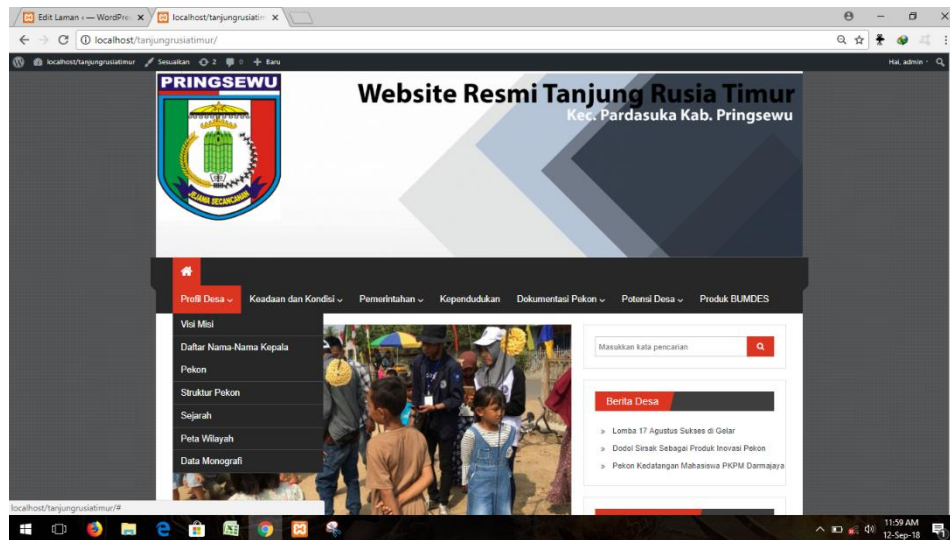 Edit Laman ‹ — WordPre
localhost/tanjungrusiatim
localhost/tanjungrusiatimur/
localhost/tanjungrusiatimur
Sesuaikan
2
0
Baru
Hai, admin
PRINGSEWU
JEJAMA SECANCANAN
Website Resmi Tanjung Rusia Timur
Kec. Pardasuka Kab. Pringsewu
Profil Desa
Keadaan dan Kondisi
Pemerintahan
Kependudukan
Dokumentasi Pekon
Potensi Desa
Produk BUMDES
Visi Misi
Daftar Nama-Nama Kepala
Pekon
Struktur Pekon
Sejarah
Peta Wilayah
Data Monografi
Masukkan kata pencarian
Berita Desa
» Lomba 17 Agustus Sukses di Gelar
» Dodol Sirsak Sebagai Produk Inovasi Pekon
» Pekon Kedatangan Mahasiswa PKPM Darmajaya
localhost/tanjungrusiatimur/#
11:59 AM
12-Sep-18